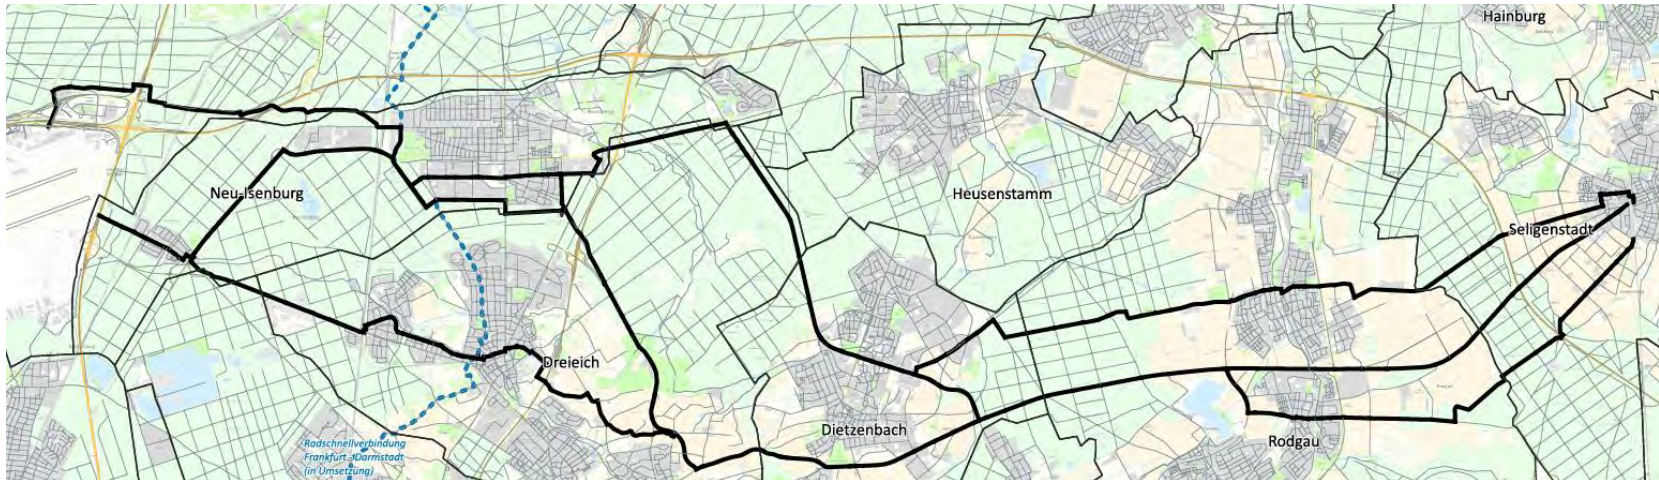 Hainburg
Neu-Isenburg
Heusenstamm
Seligenstadt
Dreieich
Dietzenbach
Rodgau
Radschnellverbindung
Frankfurt - Darmstadt
(in Umsetzung)